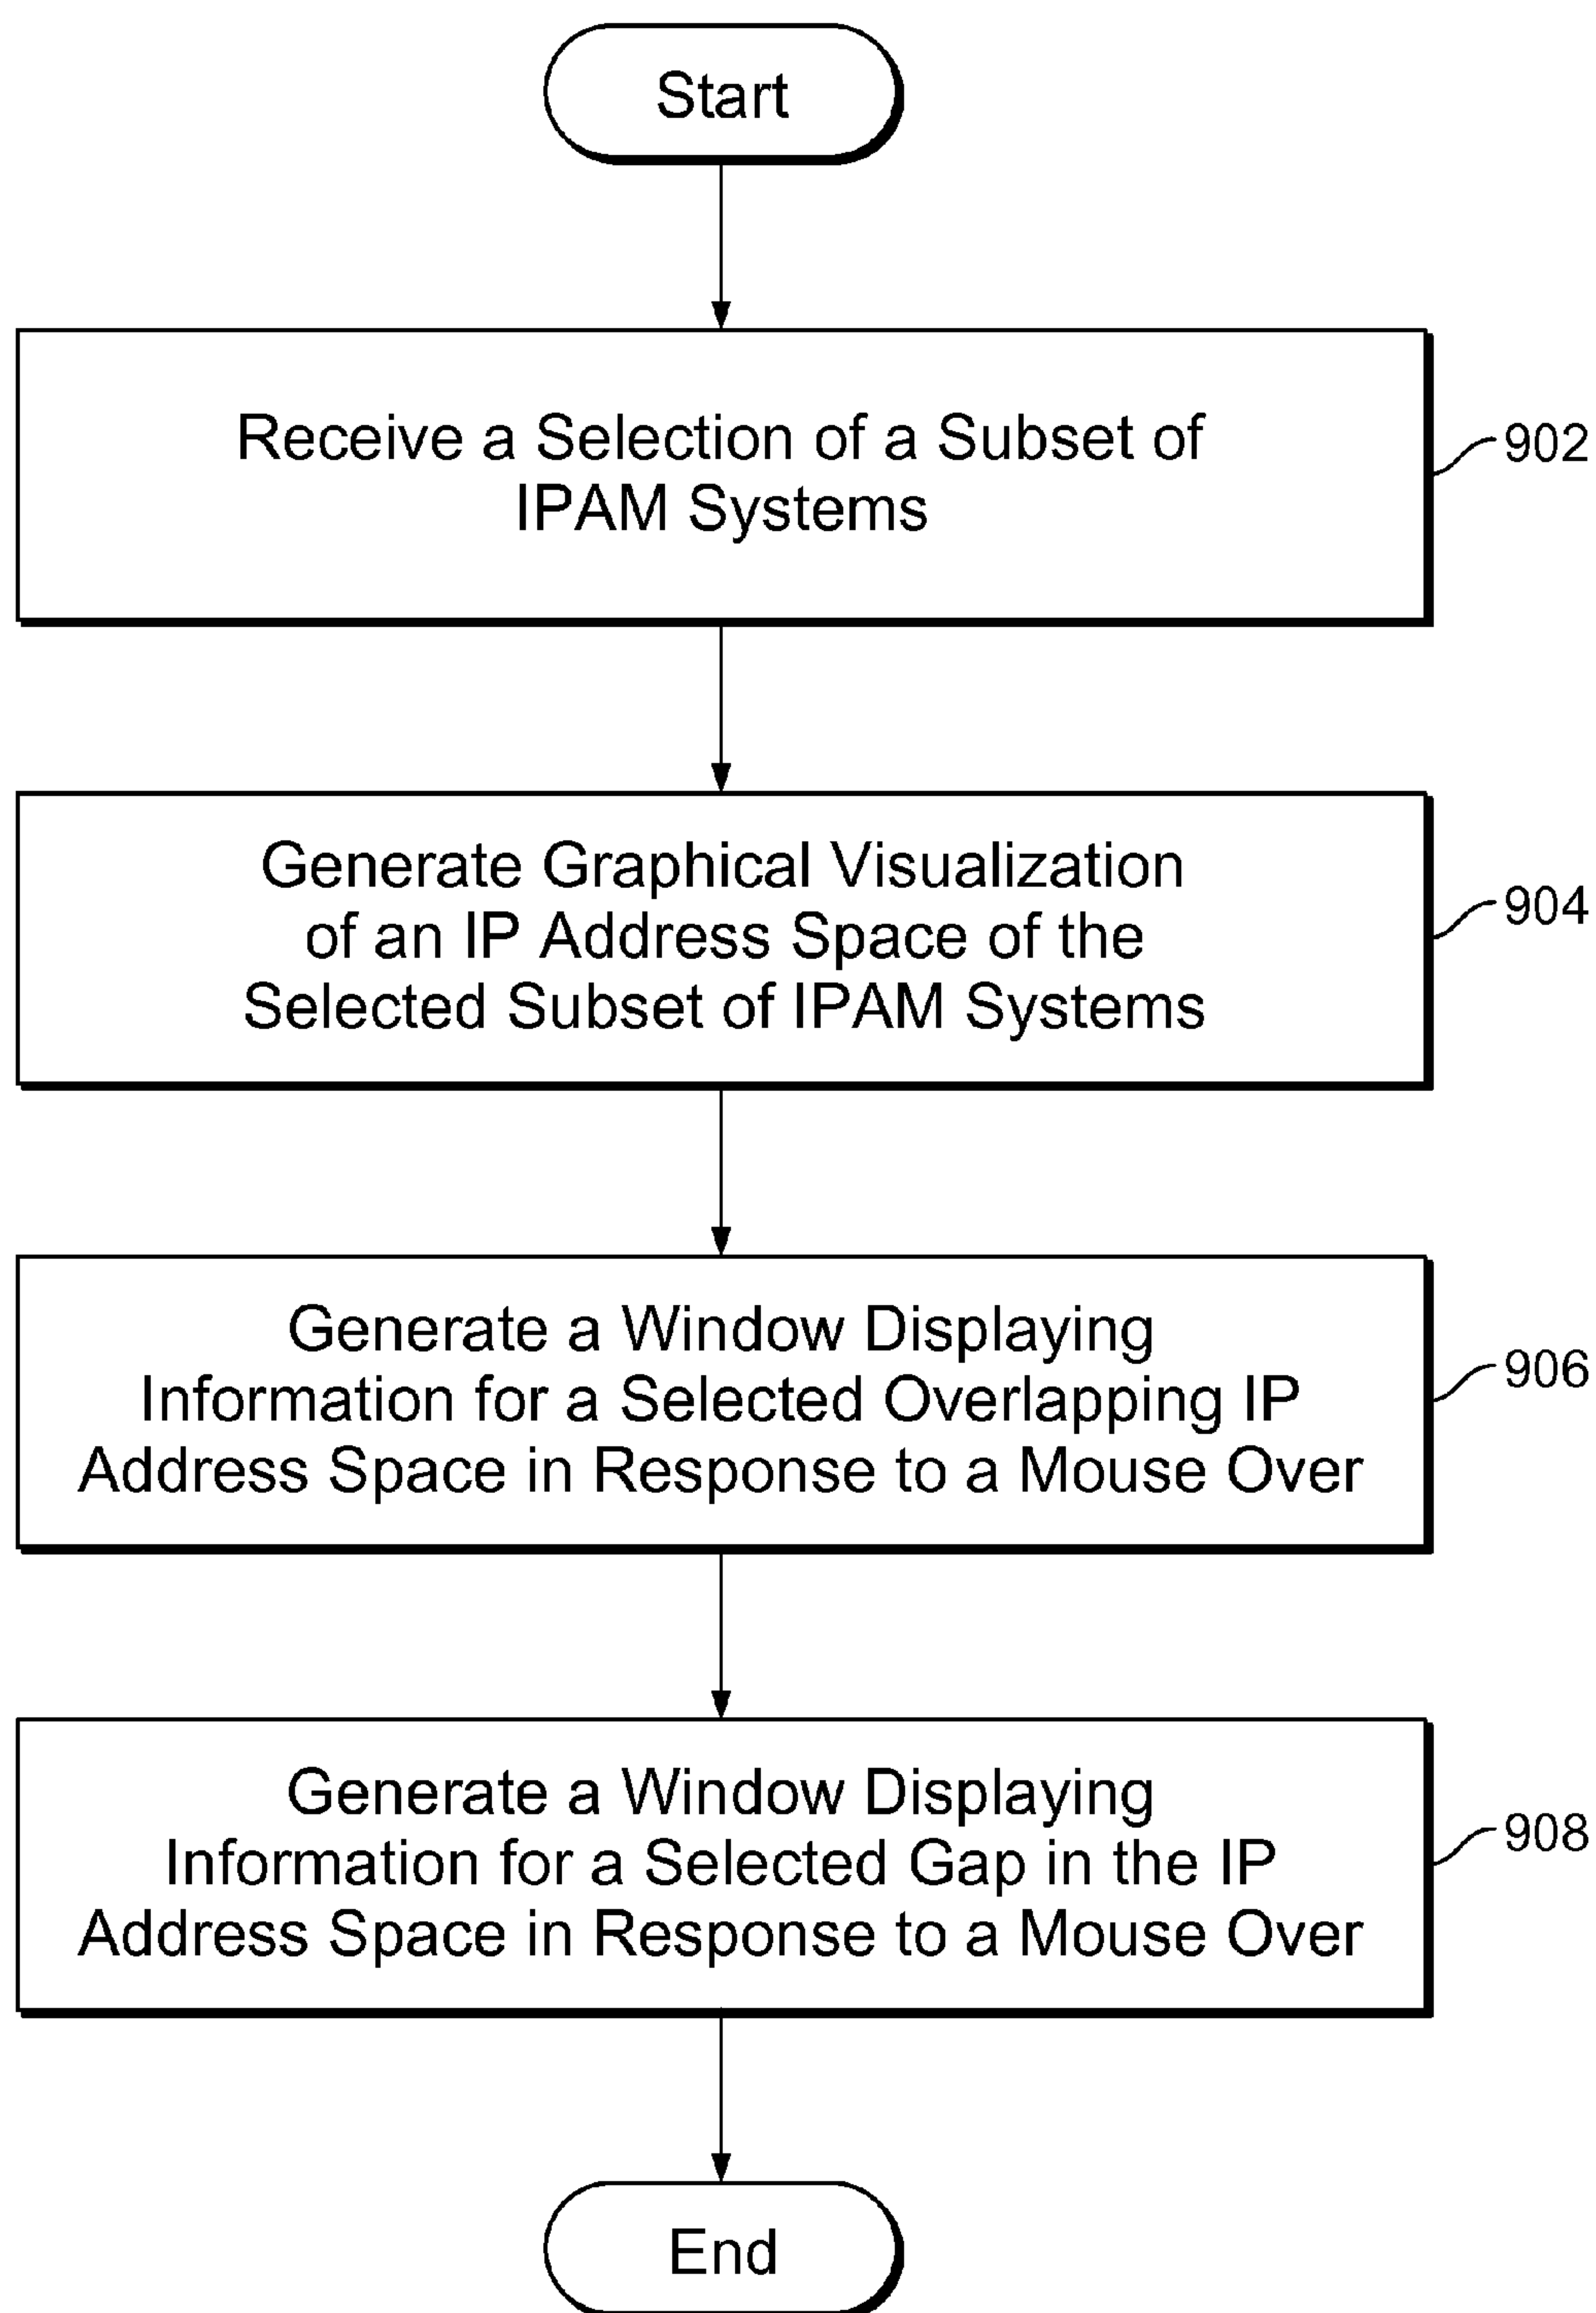 Start
Receive a Selection of a Subset of
IPAM Systems
902
Generate Graphical Visualization
of an IP Address Space of the
Selected Subset of IPAM Systems
904
Generate a Window Displaying
Information for a Selected Overlapping IP
Address Space in Response to a Mouse Over
906
Generate a Window Displaying
Information for a Selected Gap in the IP
Address Space in Response to a Mouse Over
908
End